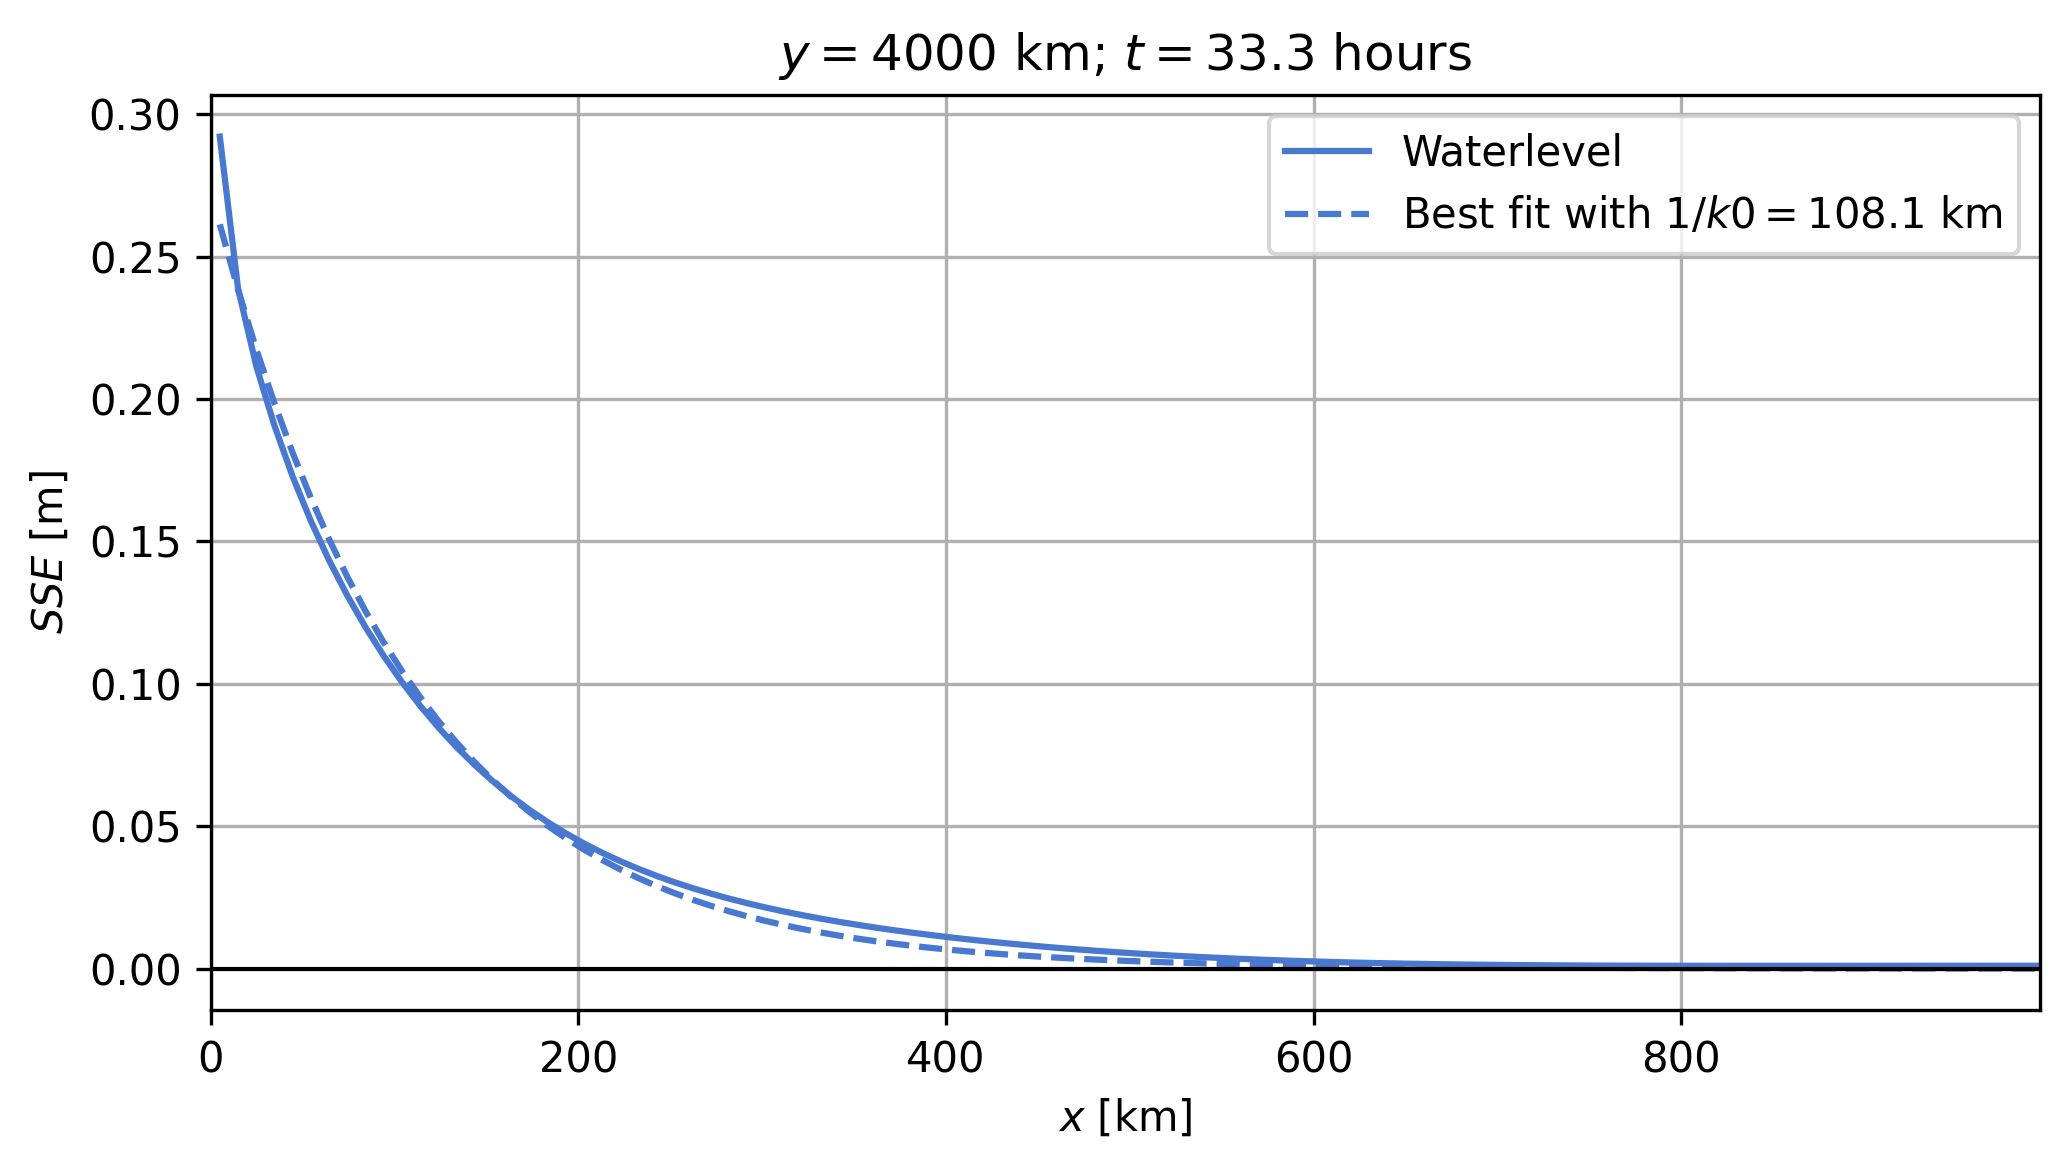 y = 4000 km; t = 33.3 hours
0.30
0.25
0.20
0.15
0.10
0.05
0.00
SSE [m]
Waterlevel
Best fit with 1/k0 = 108.1 km
0 200 400 600 800
x [km]